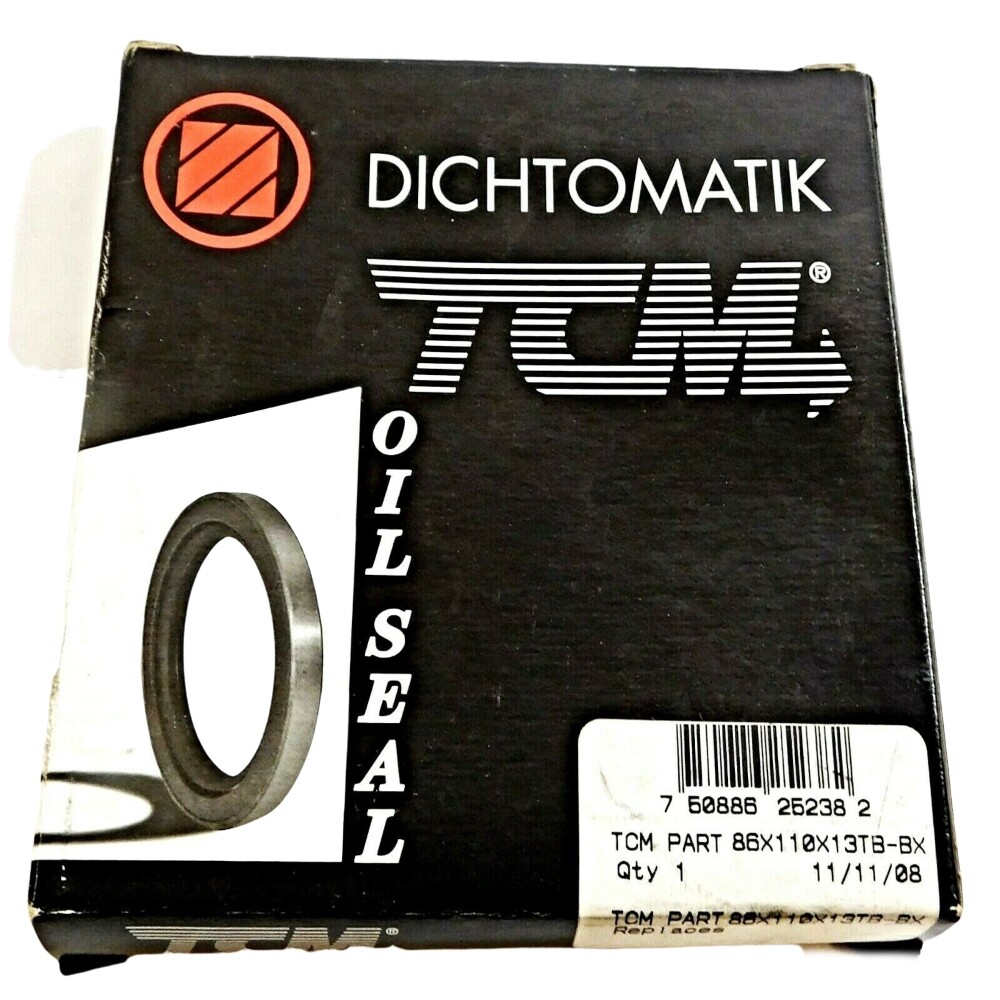 DICHTOMATIK
TCM®
OIL SEAL
7 50886 25238 2
TCM PART 86X110X13TB-BX
Qty 1 11/11/08
TCM PART 86X110X13TB-BX
Replaces
TCM®